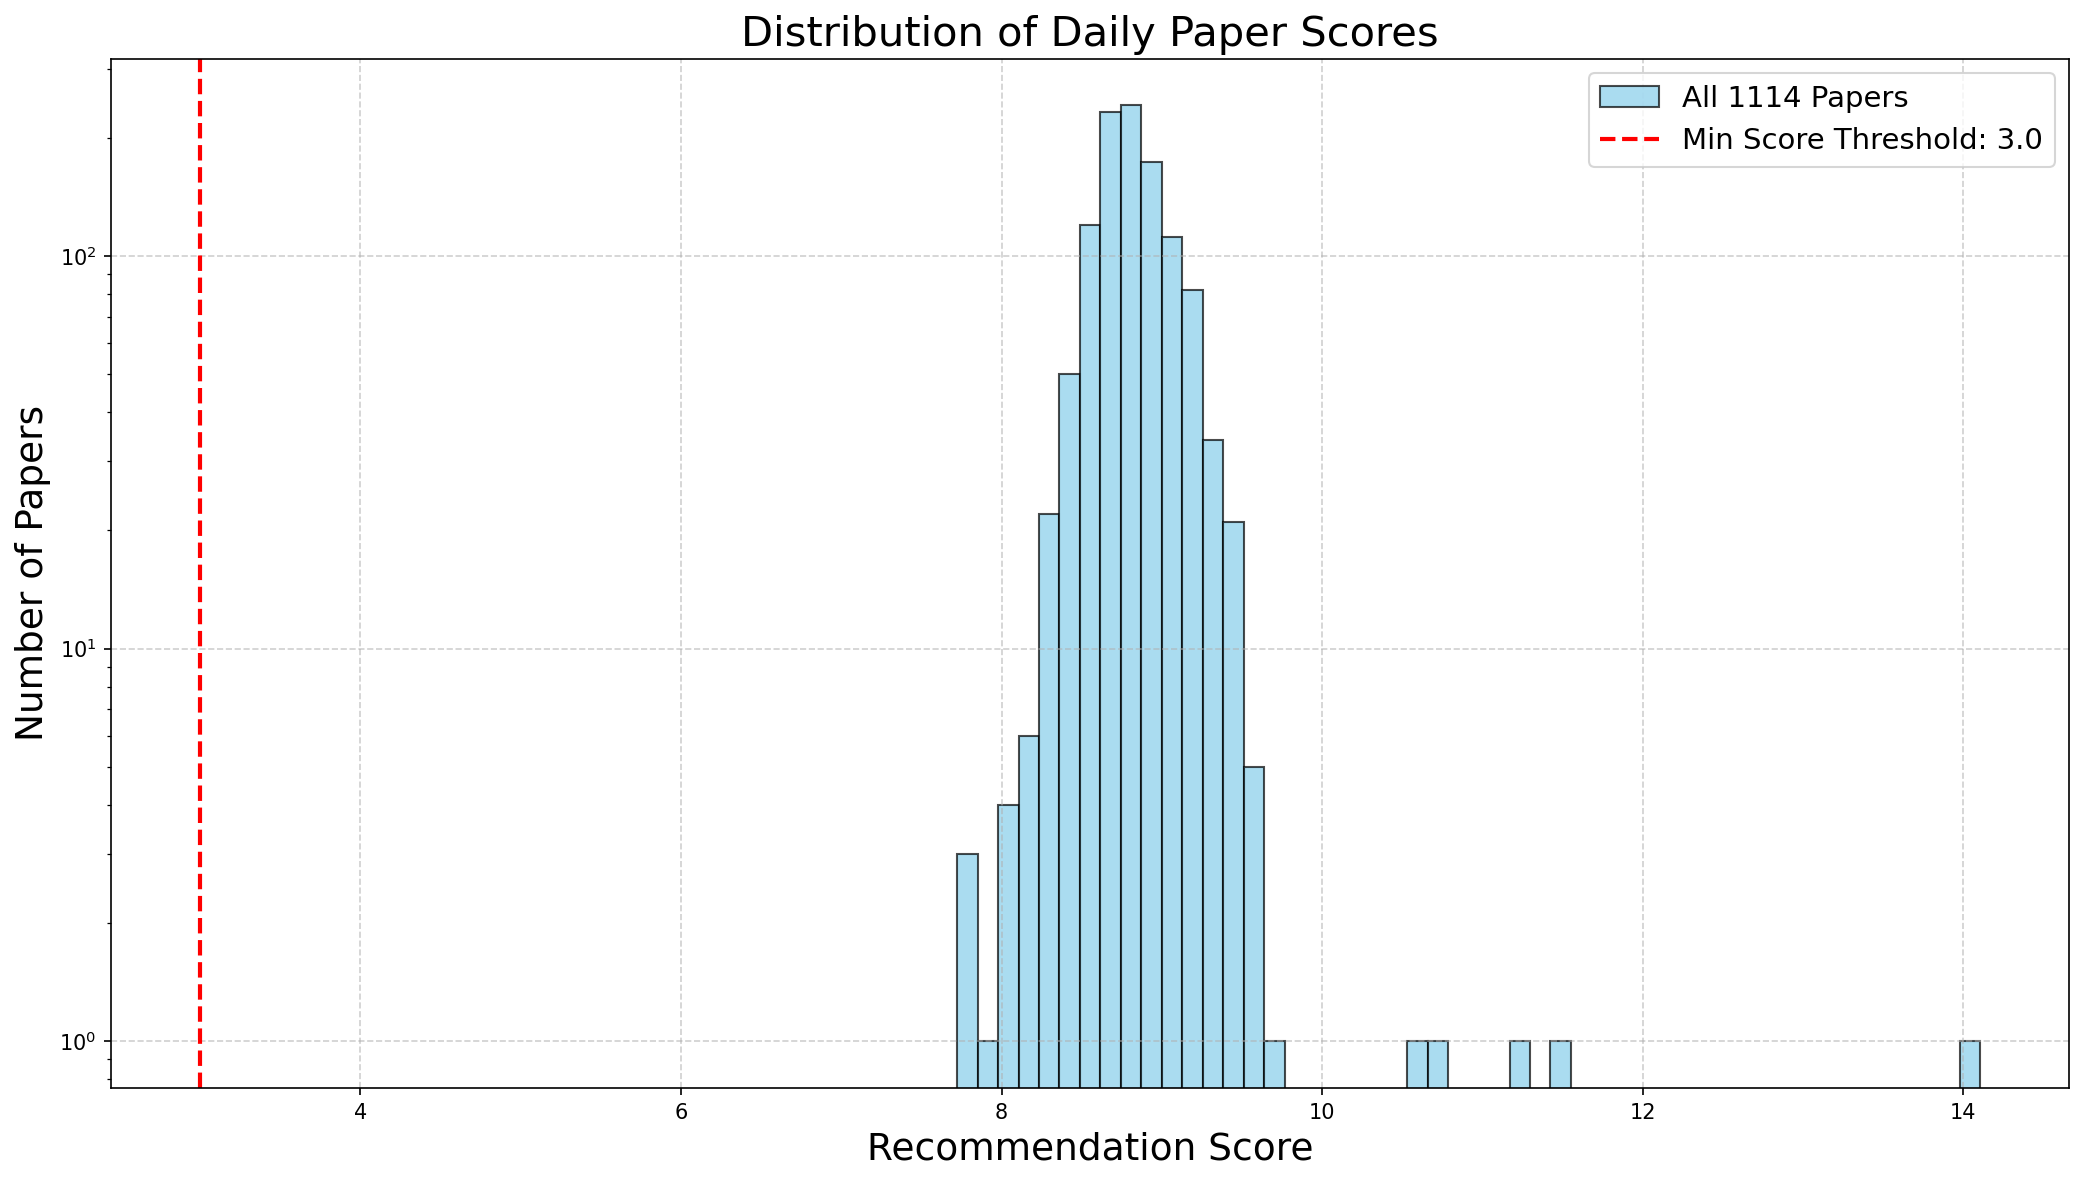 Distribution of Daily Paper Scores
All 1114 Papers
Min Score Threshold: 3.0
Number of Papers
10²
10¹
10⁰
4 6 8 10 12 14
Recommendation Score